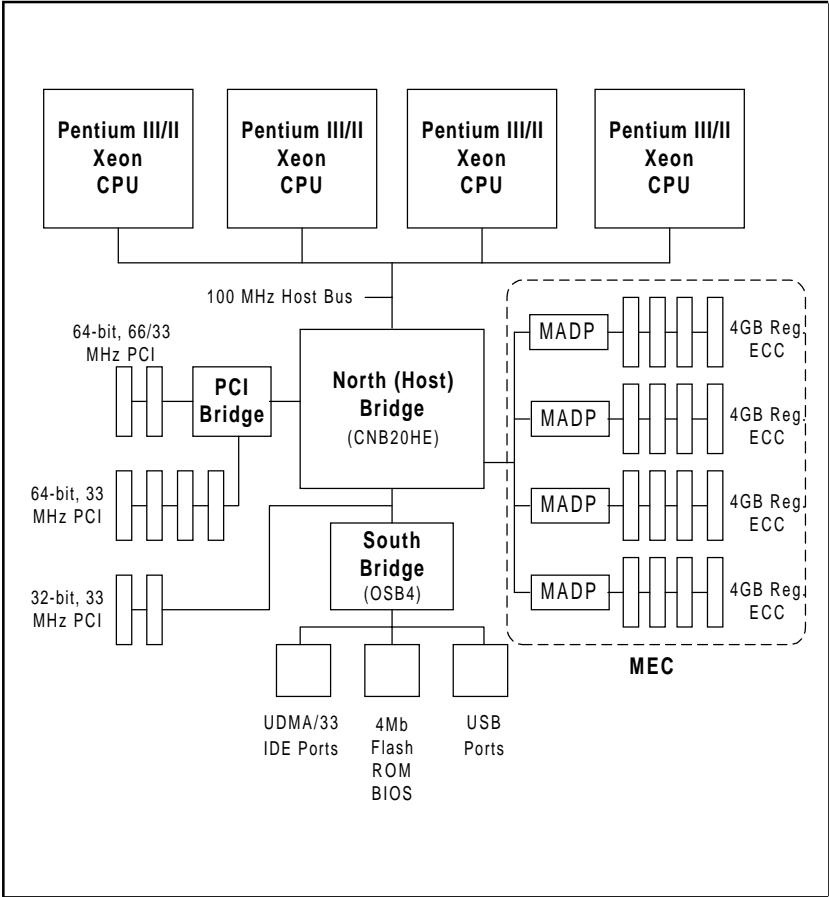 Pentium III/II
Xeon
CPU
Pentium III/II
Xeon
CPU
Pentium III/II
Xeon
CPU
Pentium III/II
Xeon
CPU
100 MHz Host Bus
64-bit, 66/33
MHz PCI
PCI
Bridge
North (Host)
Bridge
(CNB20HE)
64-bit, 33
MHz PCI
32-bit, 33
MHz PCI
South
Bridge
(OSB4)
UDMA/33
IDE Ports
4Mb
Flash
ROM
BIOS
USB
Ports
MADP
4GB Reg.
ECC
MADP
4GB Reg.
ECC
MADP
4GB Reg.
ECC
MADP
4GB Reg.
ECC
MEC